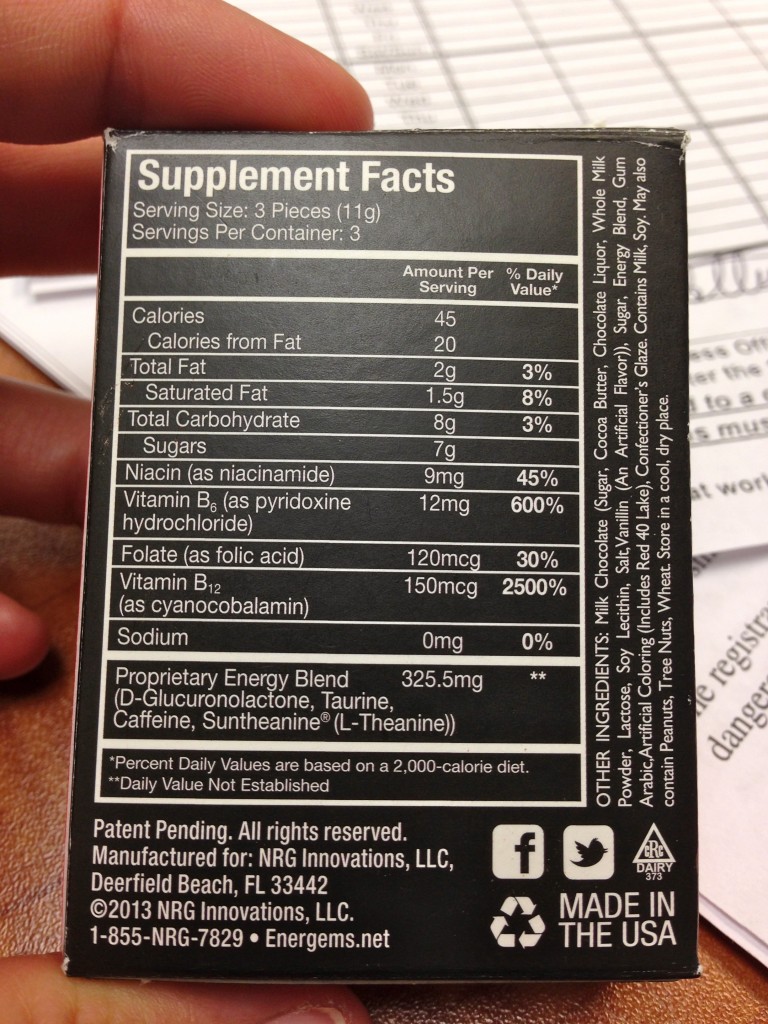 Supplement Facts
Serving Size: 3 Pieces (11g)
Servings Per Container: 3
Amount Per Serving % Daily Value*
Calories 45
Calories from Fat 20
Total Fat 2g 3%
Saturated Fat 1.5g 8%
Total Carbohydrate 8g 3%
Sugars 7g
Niacin (as niacinamide) 9mg 45%
Vitamin B6 (as pyridoxine 12mg 600%
hydrochloride)
Folate (as folic acid) 120mcg 30%
Vitamin B12 150mcg 2500%
(as cyanocobalamin)
Sodium 0mg 0%
Proprietary Energy Blend 325.5mg **
(D-Glucuronolactone, Taurine,
Caffeine, Suntheanine® (L-Theanine))
*Percent Daily Values are based on a 2,000-calorie diet.
**Daily Value Not Established
OTHER INGREDIENTS: Milk Chocolate (Sugar, Cocoa Butter, Chocolate Liquor, Whole Milk
Powder, Lactose, Soy Lecithin, Salt,Vanillin (An Artificial Flavor)), Sugar, Energy Blend, Gum
Arabic,Artificial Coloring (Includes Red 40 Lake), Confectioner's Glaze. Contains Milk, Soy. May also
contain Peanuts, Tree Nuts, Wheat. Store in a cool, dry place.
Patent Pending. All rights reserved.
Manufactured for: NRG Innovations, LLC,
Deerfield Beach, FL 33442
©2013 NRG Innovations, LLC.
1-855-NRG-7829 • Energems.net
f
CRC
DAIRY
373
MADE IN
THE USA
to a
at
registra
danger